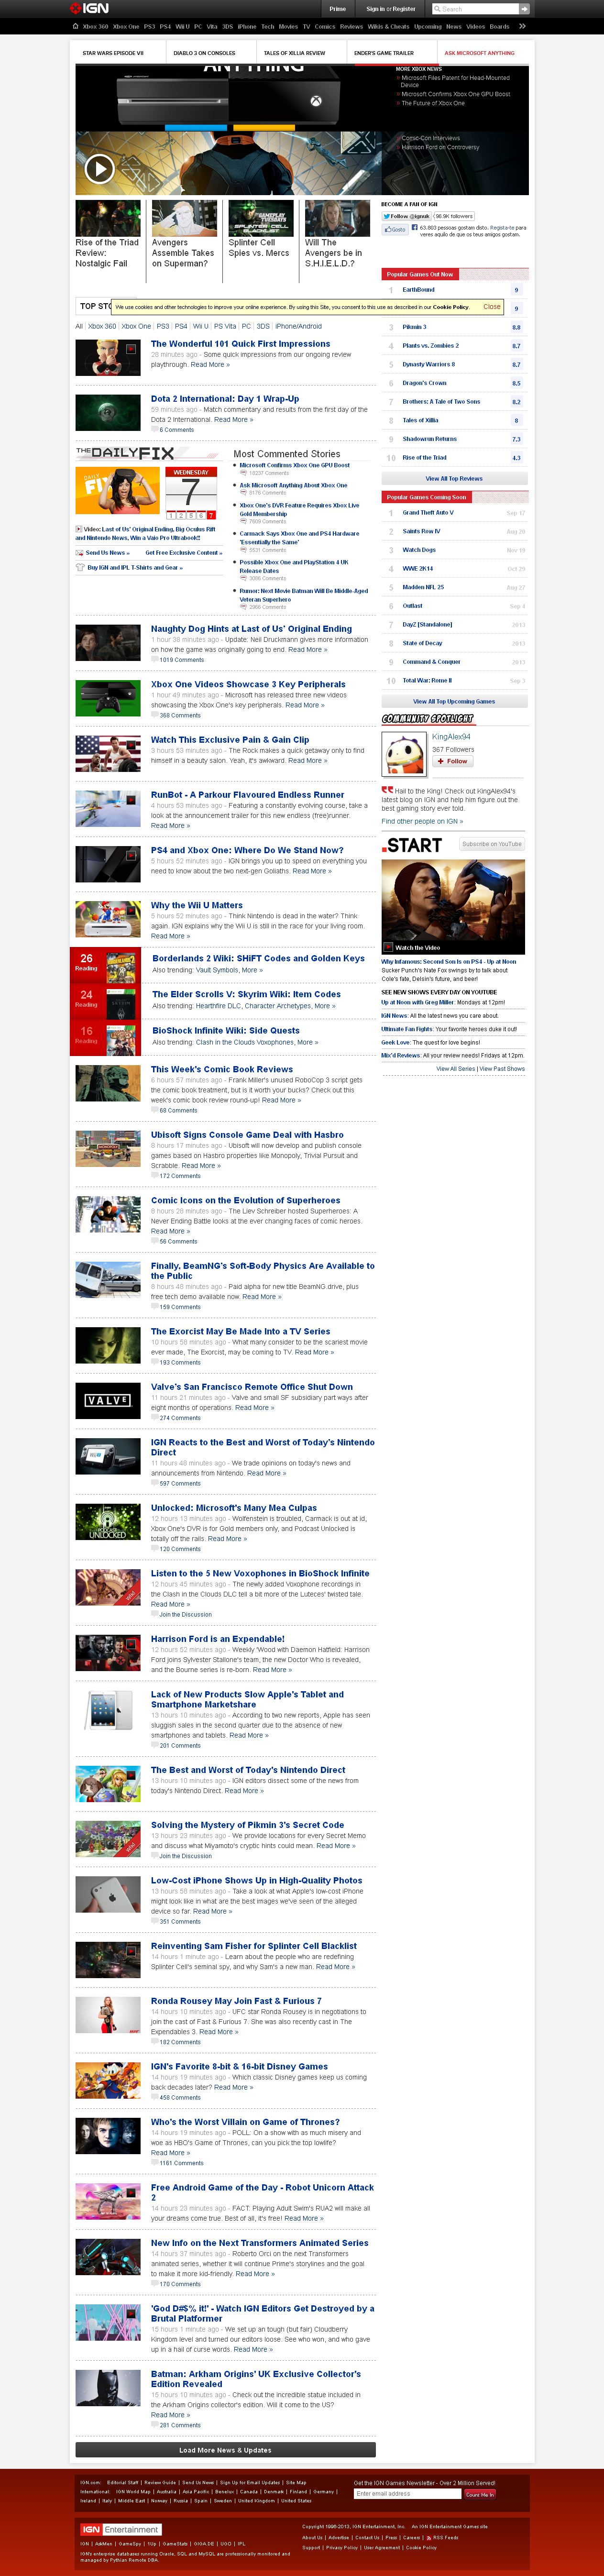 IGN
Prime
Sign in or Register
Search
Xbox 360 Xbox One PS3 PS4 Wii U PC Vita 3DS iPhone Tech Movies TV Comics Reviews Wikis & Cheats Upcoming News Videos Boards
STAR WARS EPISODE VII
DIABLO 3 ON CONSOLES
TALES OF XILLIA REVIEW
ENDER'S GAME TRAILER
ASK MICROSOFT ANYTHING
ANYTHING
MORE XBOX NEWS
Microsoft Files Patent for Head-Mounted
Device
Microsoft Confirms Xbox One GPU Boost
The Future of Xbox One
Comic-Con Interviews
Harrison Ford on Controversy
Rise of the Triad
Review:
Nostalgic Fail
Avengers
Assemble Takes
on Superman?
Splinter Cell
Spies vs. Mercs
Will The
Avengers be in
S.H.I.E.L.D.?
BECOME A FAN OF IGN
Follow @ignuk
96.9K followers
Gosto
63.803 pessoas gostam disto. Regista-te para
veres aquilo de que os teus amigos gostam.
Popular Games Out Now
1 EarthBound 9
9
3 Pikmin 3 8.8
4 Plants vs. Zombies 2 8.7
5 Dynasty Warriors 8 8.7
6 Dragon's Crown 8.5
7 Brothers: A Tale of Two Sons 8.2
8 Tales of Xillia 8
9 Shadowrun Returns 7.3
10 Rise of the Triad 4.3
View All Top Reviews
TOP STO
We use cookies and other technologies to improve your online experience. By using this Site, you consent to this use as described in our Cookie Policy.
Close
All | Xbox 360 | Xbox One | PS3 | PS4 | Wii U | PS Vita | PC | 3DS | iPhone/Android
The Wonderful 101 Quick First Impressions
28 minutes ago - Some quick impressions from our ongoing review
playthrough. Read More »
Dota 2 International: Day 1 Wrap-Up
59 minutes ago - Match commentary and results from the first day of the
Dota 2 International. Read More »
6 Comments
THE DAILY FIX
DAILY FIX
WEDNESDAY
7
1 2 5 6 7
Video: Last of Us' Original Ending, Big Oculus Rift
and Nintendo News, Win a Vaio Pro Ultrabook!!
Send Us News »
Get Free Exclusive Content »
Buy IGN and IPL T-Shirts and Gear »
Most Commented Stories
Microsoft Confirms Xbox One GPU Boost
18237 Comments
Ask Microsoft Anything About Xbox One
9176 Comments
Xbox One's DVR Feature Requires Xbox Live
Gold Membership
7609 Comments
Carmack Says Xbox One and PS4 Hardware
'Essentially the Same'
5531 Comments
Possible Xbox One and PlayStation 4 UK
Release Dates
3086 Comments
Rumor: Next Movie Batman Will Be Middle-Aged
Veteran Superhero
2986 Comments
Popular Games Coming Soon
1 Grand Theft Auto V Sep 17
2 Saints Row IV Aug 20
3 Watch Dogs Nov 19
4 WWE 2K14 Oct 29
5 Madden NFL 25 Aug 27
6 Outlast Sep 4
7 DayZ [Standalone] 2013
8 State of Decay 2013
9 Command & Conquer 2013
10 Total War: Rome II Sep 3
View All Top Upcoming Games
COMMUNITY SPOTLIGHT
KingAlex94
367 Followers
Follow
Hail to the King! Check out KingAlex94's
latest blog on IGN and help him figure out the
best gaming story ever told.
Find other people on IGN »
START
Subscribe on YouTube
Watch the Video
Why Infamous: Second Son Is on PS4 - Up at Noon
Sucker Punch's Nate Fox swings by to talk about
Cole's fate, Delsin's future, and beer!
SEE NEW SHOWS EVERY DAY ON YOUTUBE
Up at Noon with Greg Miller: Mondays at 12pm!
IGN News: All the latest news you care about.
Ultimate Fan Fights: Your favorite heroes duke it out!
Geek Love: The quest for love begins!
Mix'd Reviews: All your review needs! Fridays at 12pm.
View All Series | View Past Shows
Naughty Dog Hints at Last of Us' Original Ending
1 hour 38 minutes ago - Update: Neil Druckmann gives more information
on how the game was originally going to end. Read More »
1019 Comments
Xbox One Videos Showcase 3 Key Peripherals
1 hour 49 minutes ago - Microsoft has released three new videos
showcasing the Xbox One's key peripherals. Read More »
368 Comments
Watch This Exclusive Pain & Gain Clip
3 hours 53 minutes ago - The Rock makes a quick getaway only to find
himself in a beauty salon. Yeah, it's awkward. Read More »
RunBot - A Parkour Flavoured Endless Runner
4 hours 53 minutes ago - Featuring a constantly evolving course, take a
look at the announcement trailer for this new endless (free)runner.
Read More »
PS4 and Xbox One: Where Do We Stand Now?
5 hours 52 minutes ago - IGN brings you up to speed on everything you
need to know about the two next-gen Goliaths. Read More »
Why the Wii U Matters
5 hours 52 minutes ago - Think Nintendo is dead in the water? Think
again. IGN explains why the Wii U is still in the race for your living room.
Read More »
26
Reading
Borderlands 2 Wiki: SHiFT Codes and Golden Keys
Also trending: Vault Symbols, More »
24
Reading
The Elder Scrolls V: Skyrim Wiki: Item Codes
Also trending: Hearthfire DLC, Character Archetypes, More »
16
Reading
BioShock Infinite Wiki: Side Quests
Also trending: Clash in the Clouds Voxophones, More »
This Week's Comic Book Reviews
6 hours 57 minutes ago - Frank Miller's unused RoboCop 3 script gets
the comic book treatment, but is it worth your bucks? Check out this
week's comic book review round-up! Read More »
68 Comments
Ubisoft Signs Console Game Deal with Hasbro
8 hours 17 minutes ago - Ubisoft will now develop and publish console
games based on Hasbro properties like Monopoly, Trivial Pursuit and
Scrabble. Read More »
172 Comments
Comic Icons on the Evolution of Superheroes
8 hours 28 minutes ago - The Liev Schreiber hosted Superheroes: A
Never Ending Battle looks at the ever changing faces of comic heroes.
Read More »
56 Comments
Finally, BeamNG's Soft-Body Physics Are Available to
the Public
8 hours 48 minutes ago - Paid alpha for new title BeamNG drive, plus
free tech demo available now. Read More »
159 Comments
The Exorcist May Be Made Into a TV Series
10 hours 58 minutes ago - What many consider to be the scariest movie
ever made, The Exorcist, may be coming to TV. Read More »
193 Comments
VALVE
Valve's San Francisco Remote Office Shut Down
11 hours 21 minutes ago - Valve and small SF subsidiary part ways after
eight months of operations. Read More »
274 Comments
IGN Reacts to the Best and Worst of Today's Nintendo
Direct
11 hours 48 minutes ago - We trade opinions on today's news and
announcements from Nintendo. Read More »
597 Comments
UNLOCKED
Unlocked: Microsoft's Many Mea Culpas
12 hours 13 minutes ago - Wolfenstein is troubled, Carmack is out at id,
Xbox One's DVR is for Gold members only, and Podcast Unlocked is
totally off the rails. Read More »
120 Comments
Listen to the 5 New Voxophones in BioShock Infinite
12 hours 45 minutes ago - The newly added Voxophone recordings in
the Clash in the Clouds DLC tell a bit more of the Luteces' twisted tale.
Read More »
Join the Discussion
Harrison Ford is an Expendable!
12 hours 52 minutes ago - Weekly 'Wood with Daemon Hatfield: Harrison
Ford joins Sylvester Stallone's team, the new Doctor Who is revealed,
and the Bourne series is re-born. Read More »
Lack of New Products Slow Apple's Tablet and
Smartphone Marketshare
13 hours 10 minutes ago - According to two new reports, Apple has seen
sluggish sales in the second quarter due to the absence of new
smartphones and tablets. Read More »
201 Comments
The Best and Worst of Today's Nintendo Direct
13 hours 10 minutes ago - IGN editors dissect some of the news from
today's Nintendo Direct. Read More »
Solving the Mystery of Pikmin 3's Secret Code
13 hours 23 minutes ago - We provide locations for every Secret Memo
and discuss what Miyamoto's cryptic hints could mean. Read More »
Join the Discussion
Low-Cost iPhone Shows Up in High-Quality Photos
13 hours 58 minutes ago - Take a look at what Apple's low-cost iPhone
might look like in what are the best images we've seen of the alleged
device so far. Read More »
351 Comments
Reinventing Sam Fisher for Splinter Cell Blacklist
14 hours 1 minute ago - Learn about the people who are redefining
Splinter Cell's seminal spy, and why Sam's a new man. Read More »
Ronda Rousey May Join Fast & Furious 7
14 hours 10 minutes ago - UFC star Ronda Rousey is in negotiations to
join the cast of Fast & Furious 7. She was also recently cast in The
Expendables 3. Read More »
182 Comments
IGN's Favorite 8-bit & 16-bit Disney Games
14 hours 19 minutes ago - Which classic Disney games keep us coming
back decades later? Read More »
458 Comments
Who's the Worst Villain on Game of Thrones?
14 hours 19 minutes ago - POLL: On a show with as much misery and
woe as HBO's Game of Thrones, can you pick the top lowlife?
Read More »
1161 Comments
Free Android Game of the Day - Robot Unicorn Attack
2
14 hours 23 minutes ago - FACT: Playing Adult Swim's RUA2 will make all
your dreams come true. Best of all, it's free! Read More »
New Info on the Next Transformers Animated Series
14 hours 37 minutes ago - Roberto Orci on the next Transformers
animated series, whether it will continue Prime's storylines and the goal
to make it more kid-friendly. Read More »
170 Comments
'God D#$% it!' - Watch IGN Editors Get Destroyed by a
Brutal Platformer
15 hours 1 minute ago - We set up an tough (but fair) Cloudberry
Kingdom level and turned our editors loose. See who won, and who gave
up in a hail of curse words. Read More »
Batman: Arkham Origins' UK Exclusive Collector's
Edition Revealed
15 hours 10 minutes ago - Check out the incredible statue included in
the Arkham Origins collector's edition. Will it come to the US?
Read More »
281 Comments
Load More News & Updates
IGN.com: Editorial Staff | Review Guide | Send Us News | Sign Up for Email Updates | Site Map
International: IGN World Map | Australia | Asia Pacific | Benelux | Canada | Denmark | Finland | Germany |
Ireland | Italy | Middle East | Norway | Russia | Spain | Sweden | United Kingdom | United States
Get the IGN Games Newsletter - Over 2 Million Served!
Enter email address
Count Me In
IGN Entertainment
IGN | AskMen | GameSpy | 1Up | GameStats | GIGA.DE | UGO | IPL
IGN's enterprise databases running Oracle, SQL and MySQL are professionally monitored and
managed by Pythian Remote DBA.
Copyright 1996-2013, IGN Entertainment, Inc. An IGN Entertainment Games site.
About Us | Advertise | Contact Us | Press | Careers | RSS Feeds
Support | Privacy Policy | User Agreement | Cookie Policy